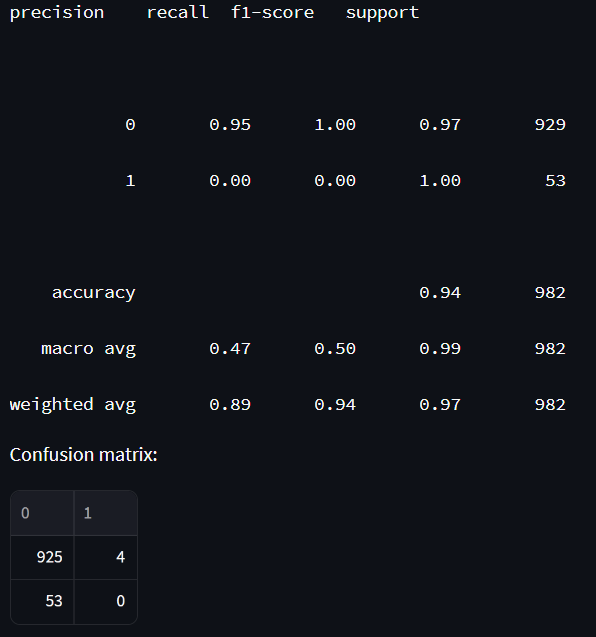 precision recall f1-score support
0 0.95 1.00 0.97 929
1 0.00 0.00 1.00 53
accuracy 0.94 982
macro avg 0.47 0.50 0.99 982
weighted avg 0.89 0.94 0.97 982
Confusion matrix:
0 1
925 4
53 0